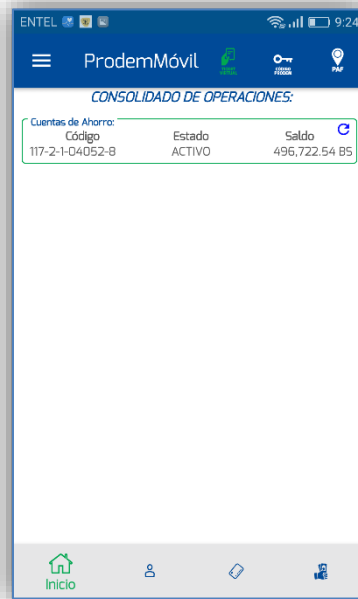 ENTEL 9:24
ProdemMóvil
CÓDIGO
PRODEM
PAF
CONSOLIDADO DE OPERACIONES:
Cuentas de Ahorro:
Código Estado Saldo
117-2-1-04052-8 ACTIVO 496,722.54 BS
Inicio